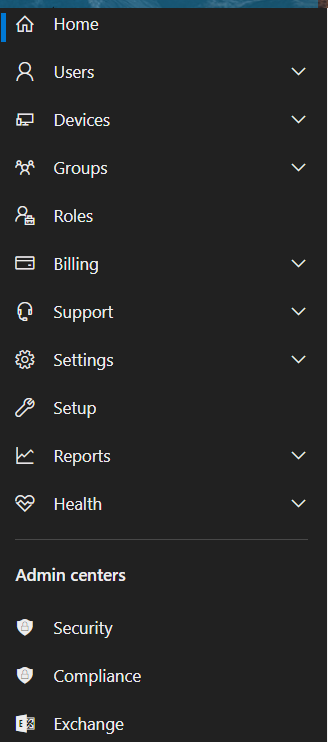 Home
Users
Devices
Groups
Roles
Billing
Support
Settings
Setup
Reports
Health
Admin centers
Security
Compliance
Exchange